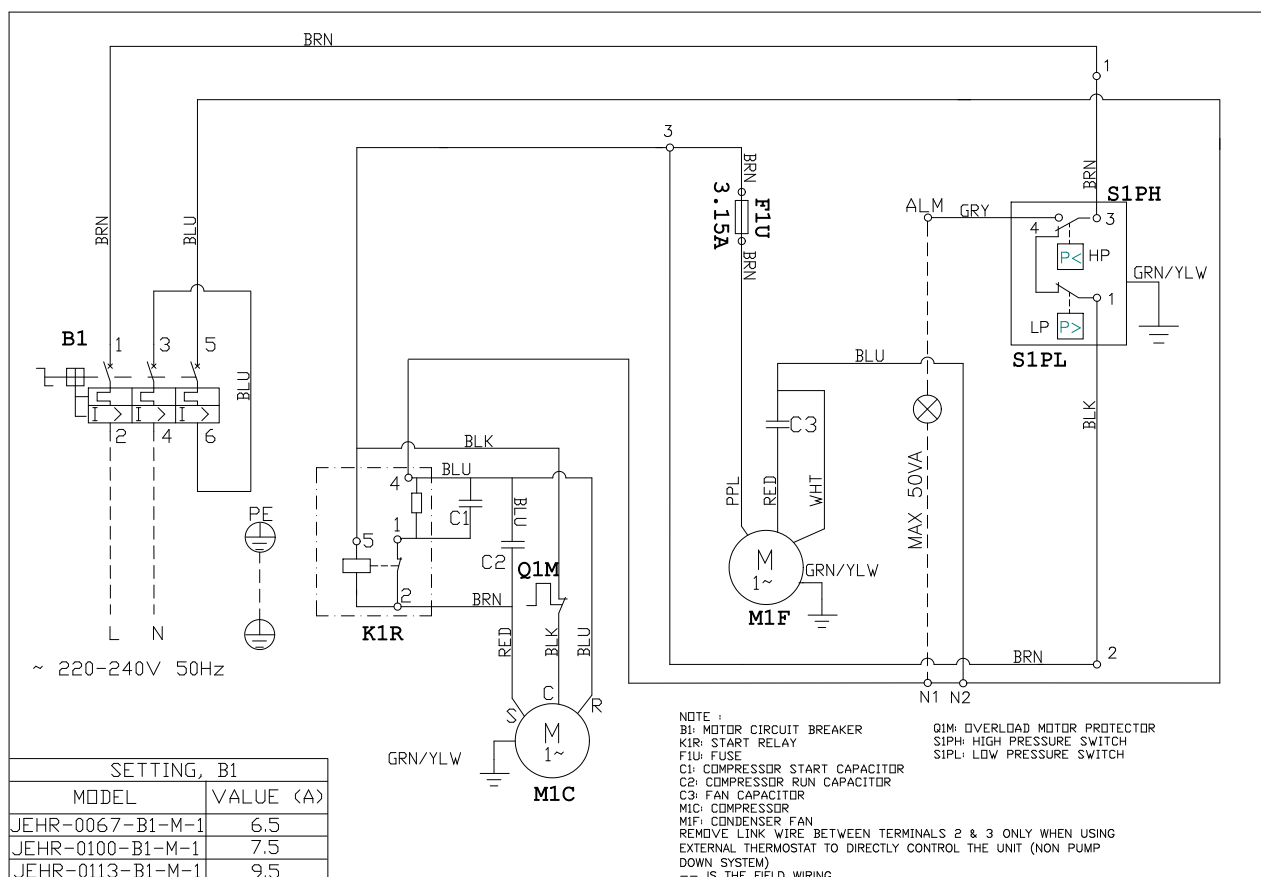 BRN
1
3
BRN
BLU
BRN
F1U
3.15A
BRN
BRN
S1PH
ALM
GRY
4
3
P<
HP
GRN/YLW
1
LP
P>
S1PL
B1
1
3
5
BLU
2
4
6
BLU
C3
BLK
BLK
BLU
4
C1
BLU
1
5
C2
Q1M
2
BRN
K1R
PPL
RED
WHT
MAX 50VA
M
1~
GRN/YLW
M1F
PE
L
N
~ 220-240V 50Hz
RED
BLK
BLU
BRN
2
N1
N2
S
C
R
M
1~
GRN/YLW
M1C
NOTE :
B1: MOTOR CIRCUIT BREAKER
K1R: START RELAY
F1U: FUSE
C1: COMPRESSOR START CAPACITOR
C2: COMPRESSOR RUN CAPACITOR
C3: FAN CAPACITOR
M1C: COMPRESSOR
M1F: CONDENSER FAN
REMOVE LINK WIRE BETWEEN TERMINALS 2 & 3 ONLY WHEN USING
EXTERNAL THERMOSTAT TO DIRECTLY CONTROL THE UNIT (NON PUMP
DOWN SYSTEM)
-- IS THE FIELD WIRING
Q1M: OVERLOAD MOTOR PROTECTOR
S1PH: HIGH PRESSURE SWITCH
S1PL: LOW PRESSURE SWITCH
SETTING, B1
MODEL VALUE (A)
JEHR-0067-B1-M-1 6.5
JEHR-0100-B1-M-1 7.5
JEHR-0113-B1-M-1 9.5